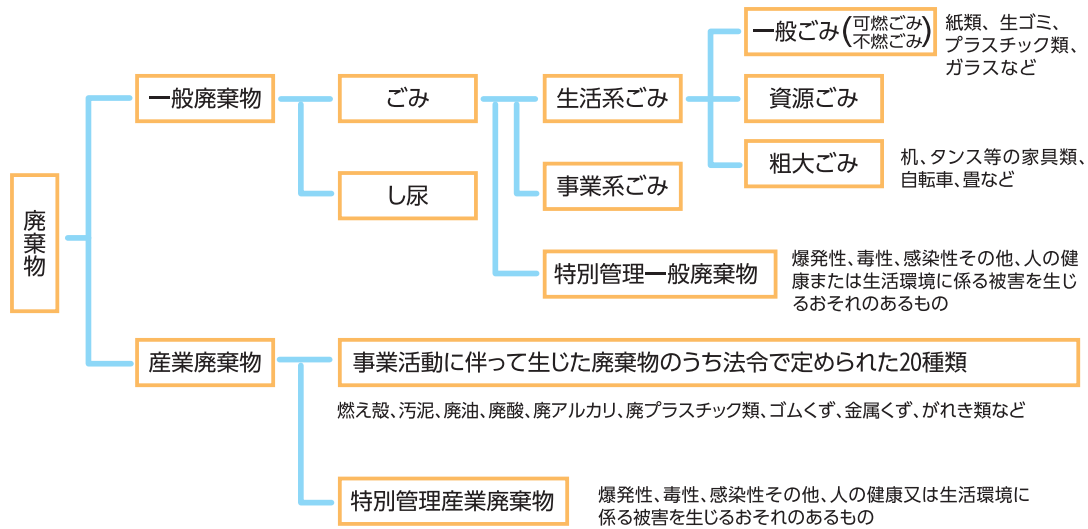 廃棄物
一般廃棄物
ごみ
し尿
生活系ごみ
事業系ごみ
特別管理一般廃棄物
一般ごみ(可燃ごみ
不燃ごみ)
紙類、生ゴミ、
プラスチック類、
ガラスなど
資源ごみ
粗大ごみ
机、タンス等の家具類、
自転車、畳など
爆発性、毒性、感染性その他、人の健
康または生活環境に係る被害を生じ
るおそれのあるもの
産業廃棄物
事業活動に伴って生じた廃棄物のうち法令で定められた20種類
燃え殻、汚泥、廃油、廃酸、廃アルカリ、廃プラスチック類、ゴムくず、金属くず、がれき類など
特別管理産業廃棄物
爆発性、毒性、感染性その他、人の健康又は生活環境に
係る被害を生じるおそれのあるもの